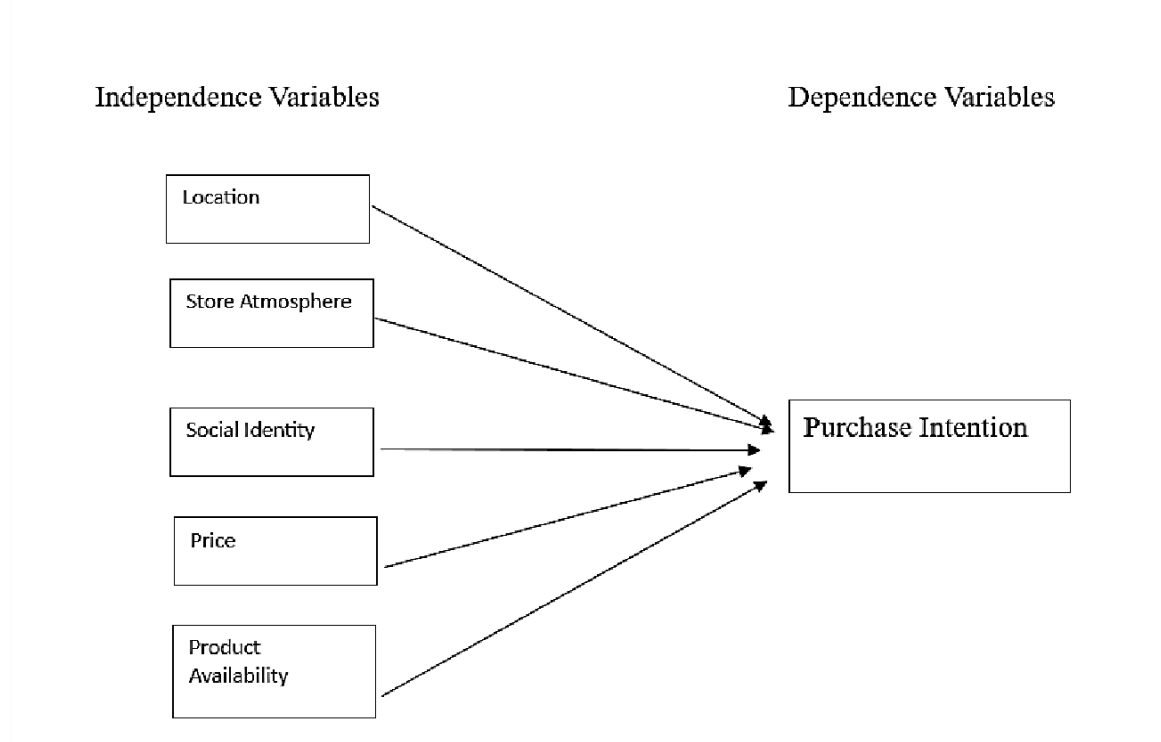 Independence Variables
Dependence Variables
Location
Store Atmosphere
Social Identity
Purchase Intention
Price
Product
Availability